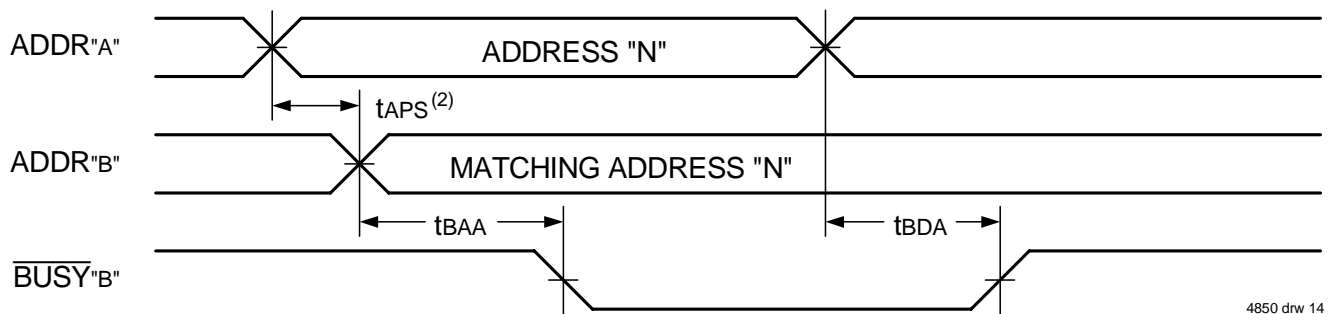 ADDR"A"
ADDRESS "N"
tAPS(2)
ADDR"B"
MATCHING ADDRESS "N"
tBAA
tBDA
BUSY"B"
4850 drw 14